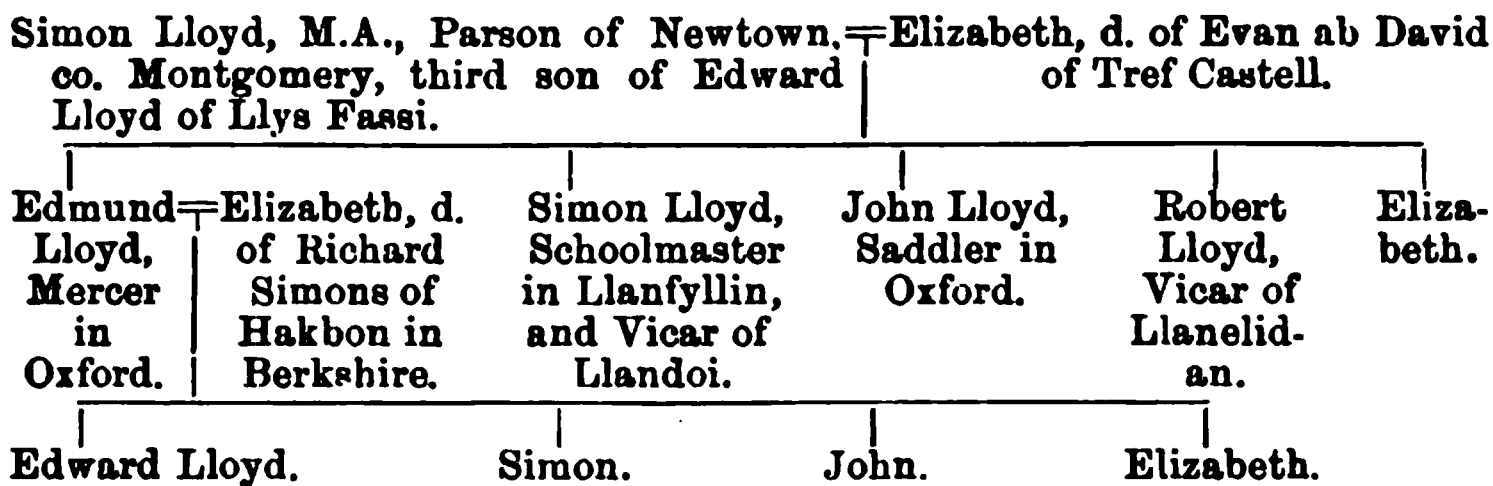 Simon Lloyd, M.A., Parson of Newtown, co. Montgomery, third son of Edward Lloyd of Llys Fassi.
Elizabeth, d. of Evan ab David of Tref Castell.
Edmund Lloyd, Mercer in Oxford.
Elizabeth, d. of Richard Simons of Hakbon in Berkshire.
Simon Lloyd, Schoolmaster in Llanfyllin, and Vicar of Llandoi.
John Lloyd, Saddler in Oxford.
Robert Lloyd, Vicar of Llanelid-an.
Eliza-beth.
Edward Lloyd.
Simon.
John.
Elizabeth.